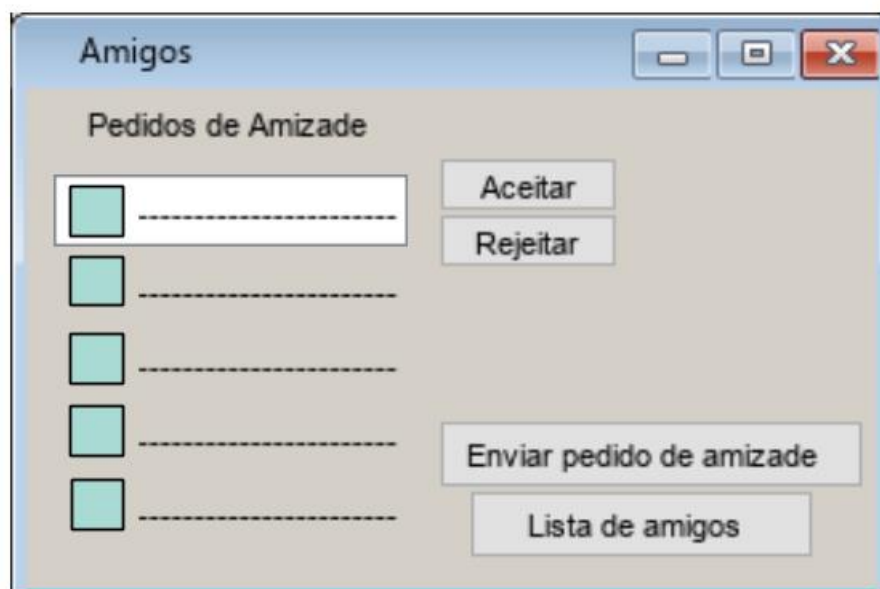 Amigos
Pedidos de Amizade
Aceitar
Rejeitar
Enviar pedido de amizade
Lista de amigos